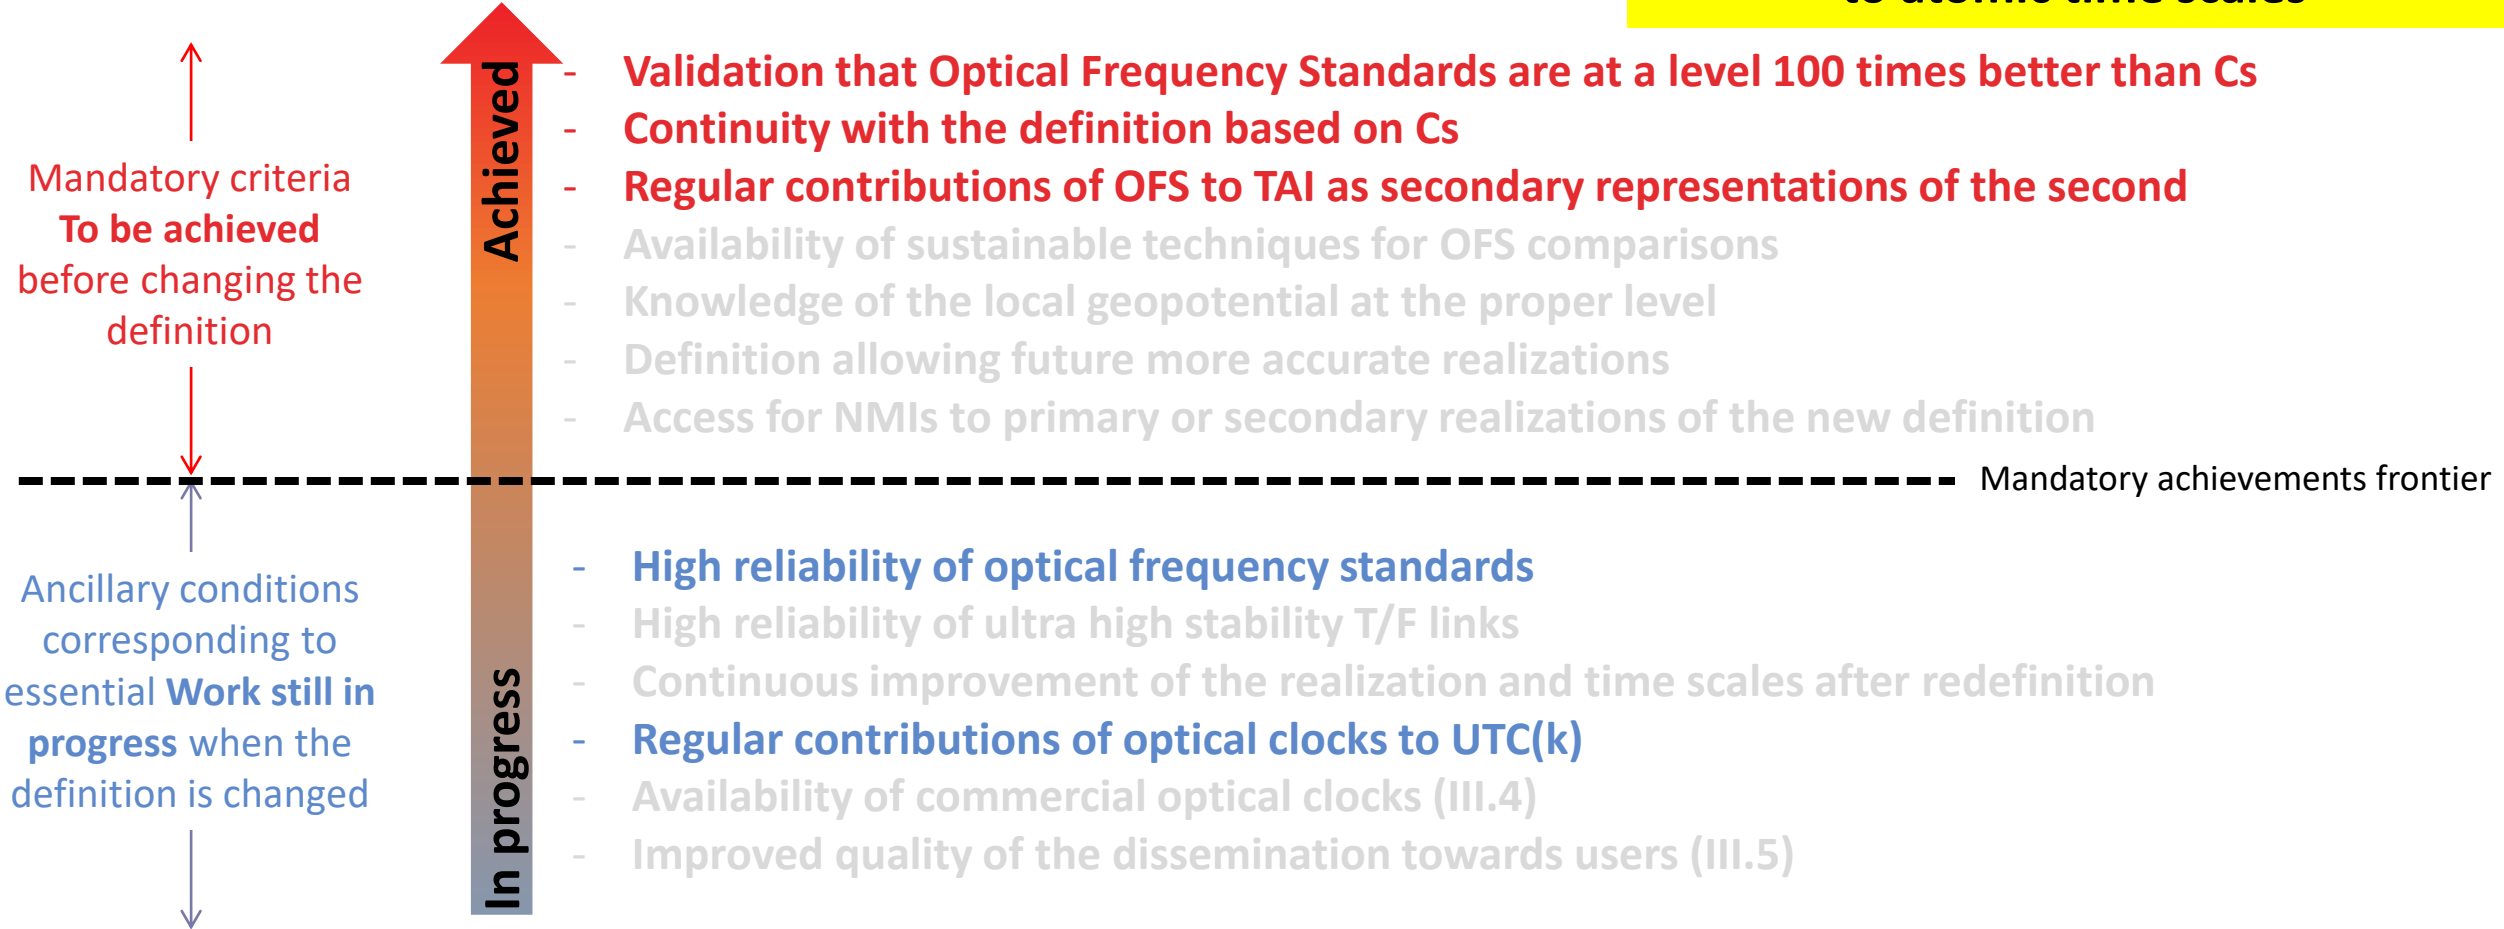 to atomic time scales
- Validation that Optical Frequency Standards are at a level 100 times better than Cs
- Continuity with the definition based on Cs
- Regular contributions of OFS to TAI as secondary representations of the second
- Availability of sustainable techniques for OFS comparisons
- Knowledge of the local geopotential at the proper level
- Definition allowing future more accurate realizations
- Access for NMIs to primary or secondary realizations of the new definition
Achieved
Mandatory criteria
To be achieved
before changing the
definition
Mandatory achievements frontier
- High reliability of optical frequency standards
- High reliability of ultra high stability T/F links
- Continuous improvement of the realization and time scales after redefinition
- Regular contributions of optical clocks to UTC(k)
- Availability of commercial optical clocks (III.4)
- Improved quality of the dissemination towards users (III.5)
In progress
Ancillary conditions
corresponding to
essential Work still in
progress when the
definition is changed